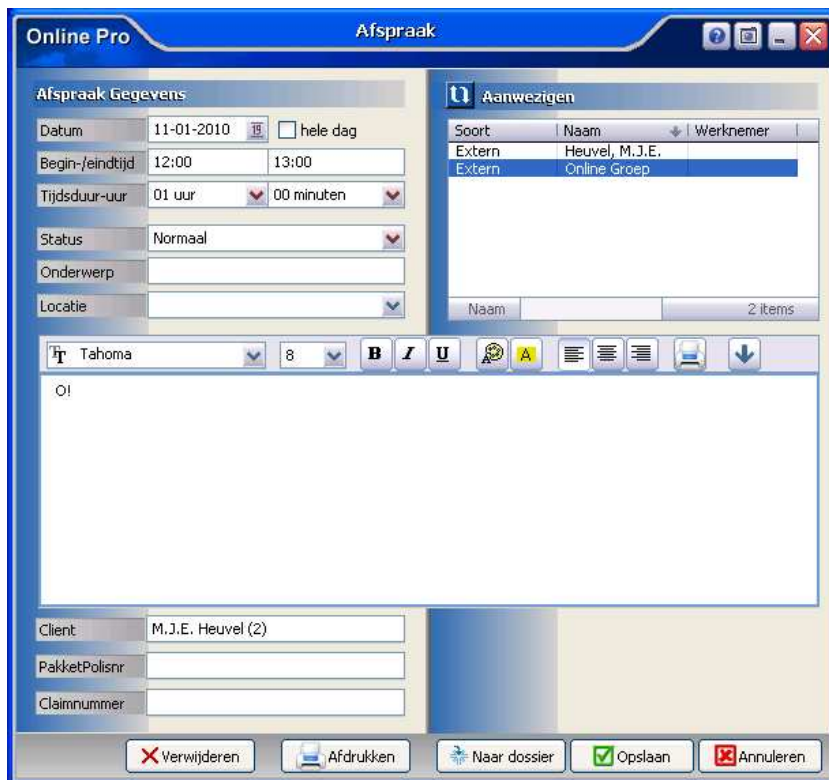 Online Pro
Afspraak
Afspraak Gegevens
Datum 11-01-2010 19 hele dag
Begin-/eindtijd 12:00 13:00
Tijdsduur-uur 01 uur 00 minuten
Status Normaal
Onderwerp
Locatie
Aanwezigen
Soort Naam Werknemer
Extern Heuvel, M.J.E.
Extern Online Groep
Naam 2 items
Tahoma 8 B I U A
O!
Client M.J.E. Heuvel (2)
PakketPolisnr
Claimnummer
Verwijderen Afdrukken Naar dossier Opslaan Annuleren